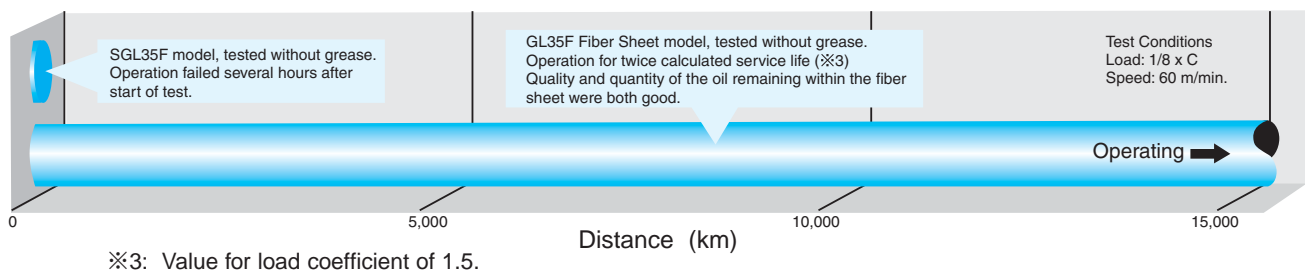 SGL35F model, tested without grease.
Operation failed several hours after
start of test.
GL35F Fiber Sheet model, tested without grease.
Operation for twice calculated service life (※3)
Quality and quantity of the oil remaining within the fiber
sheet were both good.
Test Conditions
Load: 1/8 x C
Speed: 60 m/min.
Operating
0
5,000
10,000
15,000
Distance (km)
※3: Value for load coefficient of 1.5.